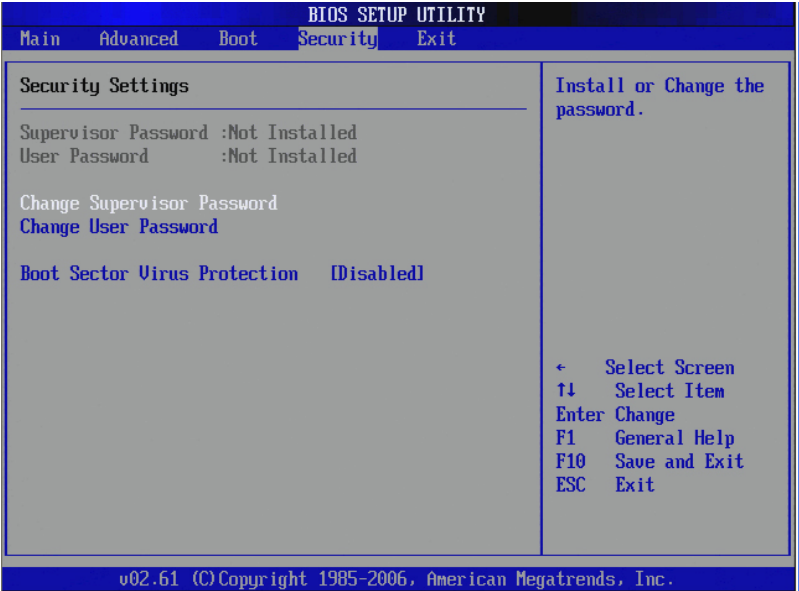 BIOS SETUP UTILITY
Main Advanced Boot Security Exit
Security Settings
Supervisor Password :Not Installed
User Password :Not Installed
Change Supervisor Password
Change User Password
Boot Sector Virus Protection [Disabled]
Install or Change the
password.
← Select Screen
↑↓ Select Item
Enter Change
F1 General Help
F10 Save and Exit
ESC Exit
v02.61 (C)Copyright 1985-2006, American Megatrends, Inc.